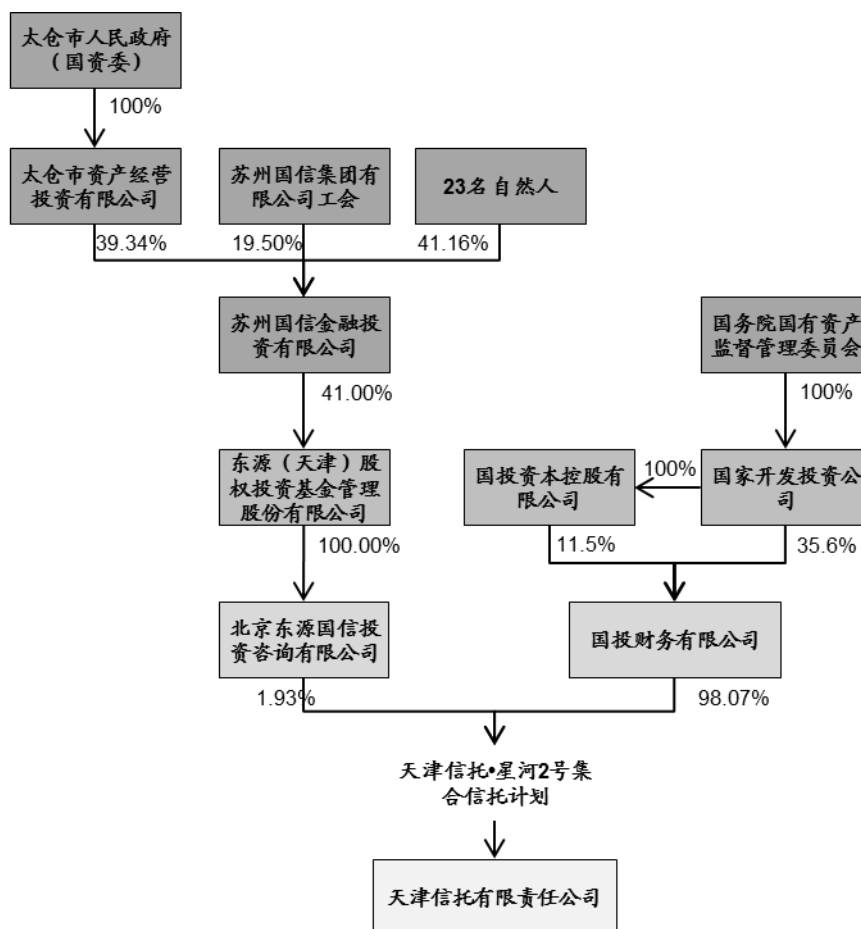 太仓市人民政府
（国资委）
100%
太仓市资产经营
投资有限公司
苏州国信集团有
限公司工会
23名自然人
39.34%
19.50%
41.16%
苏州国信金融投
资有限公司
国务院国有资产
监督管理委员会
41.00%
100%
东源（天津）股
权投资基金管理
股份有限公司
国投资本控股有
限公司
100%
国家开发投资公
司
100.00%
11.5%
35.6%
北京东源国信投
资咨询有限公司
国投财务有限公司
1.93%
98.07%
天津信托•星河2号集
合信托计划
天津信托有限责任公司